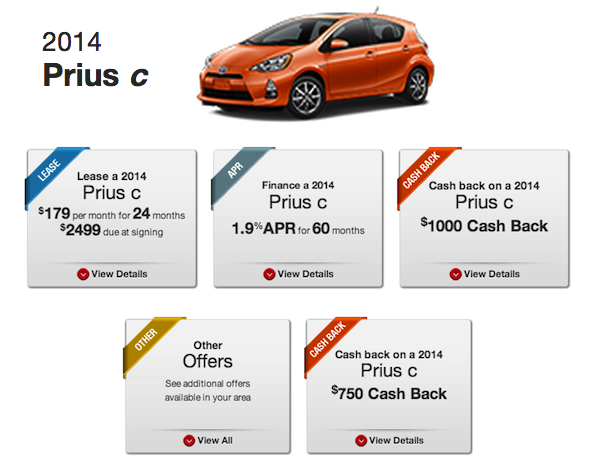 2014
Prius c
LEASE
Lease a 2014
Prius c
$179 per month for 24 months
$2499 due at signing
View Details
APR
Finance a 2014
Prius c
1.9% APR for 60 months
View Details
CASH BACK
Cash back on a 2014
Prius c
$1000 Cash Back
View Details
OTHER
Other
Offers
See additional offers
available in your area
View All
CASH BACK
Cash back on a 2014
Prius c
$750 Cash Back
View Details